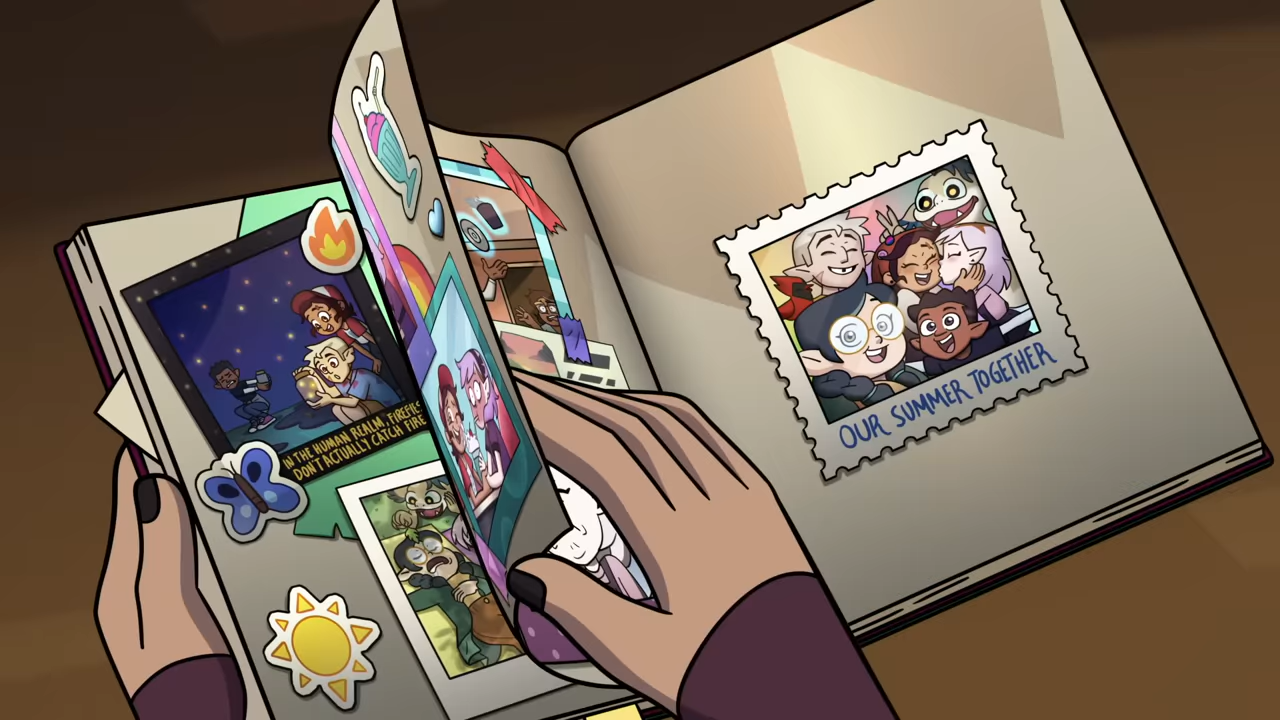 IN THE HUMAN REALM, FIREFLIES
DON'T ACTUALLY CATCH FIRE
OUR SUMMER TOGETHER